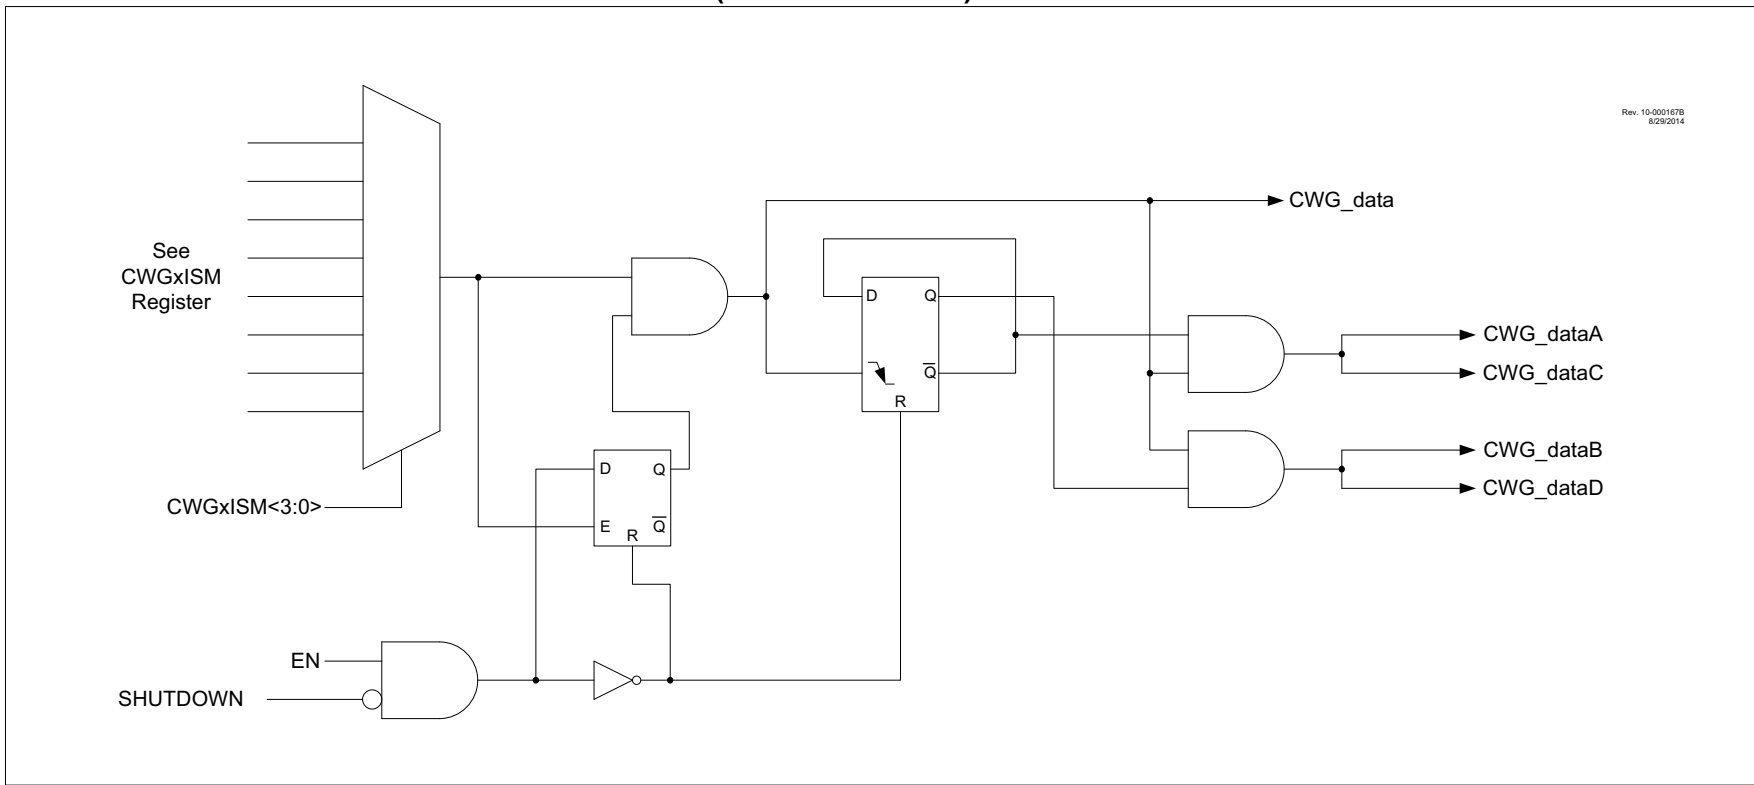 Rev. 10-000167B
8/29/2014
CWG_data
See
CWGxISM
Register
D
Q
Q̅
R
CWG_dataA
CWG_dataC
CWG_dataB
CWG_dataD
D
Q
E
Q̅
R
CWGxISM<3:0>
EN
SHUTDOWN